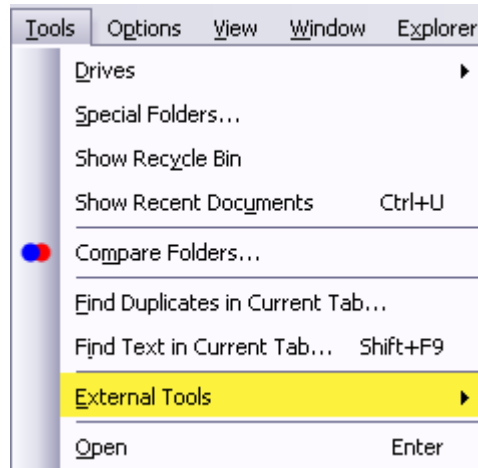 Tools Options View Window Explorer
Drives
Special Folders...
Show Recycle Bin
Show Recent Documents Ctrl+U
Compare Folders...
Find Duplicates in Current Tab...
Find Text in Current Tab... Shift+F9
External Tools
Open Enter